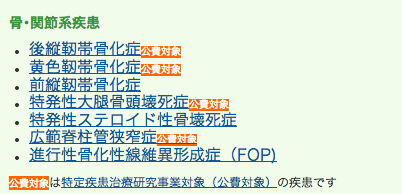 骨・関節系疾患
後縦靭帯骨化症公費対象
黄色靭帯骨化症公費対象
前縦靭帯骨化症
特発性大腿骨頭壊死症公費対象
特発性ステロイド性骨壊死症
広範脊柱管狭窄症公費対象
進行性骨化性線維異形成症（FOP)
公費対象は特定疾患治療研究事業対象（公費対象）の疾患です